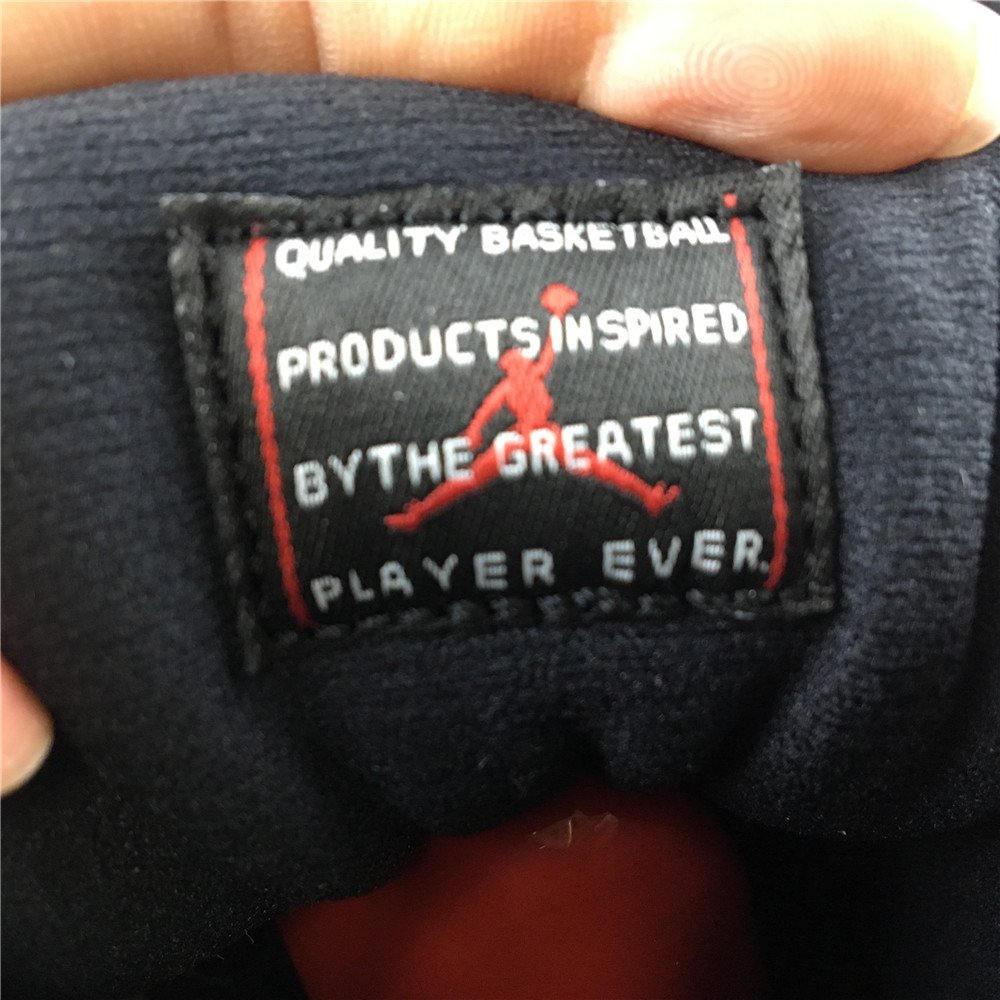 QUALITY BASKETBALL
PRODUCTS INSPIRED
BY THE GREATEST
PLAYER EVER.